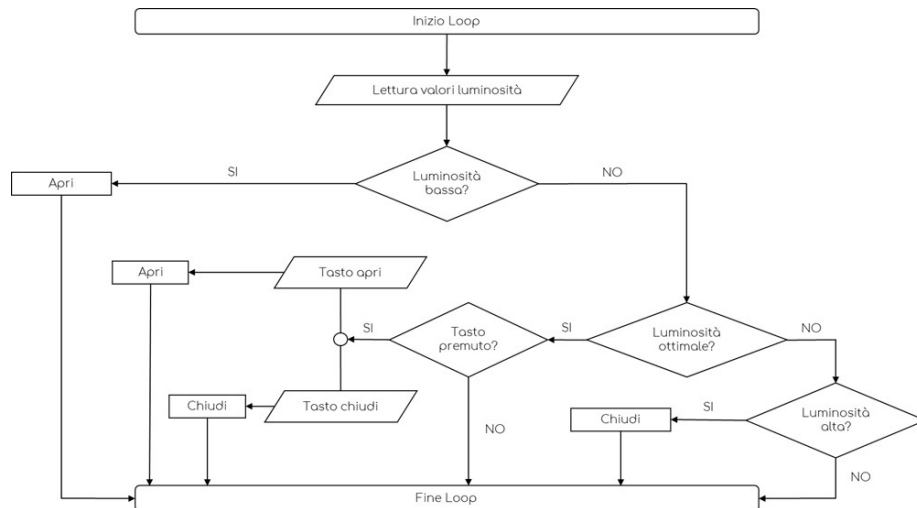 Inizio Loop
Lettura valori luminosità
Luminosità
bassa?
SI
NO
Apri
Apri
Tasto apri
SI
Tasto
premuto?
SI
Luminosità
ottimale?
NO
Chiudi
Tasto chiudi
NO
Chiudi
SI
Luminosità
alta?
NO
Fine Loop